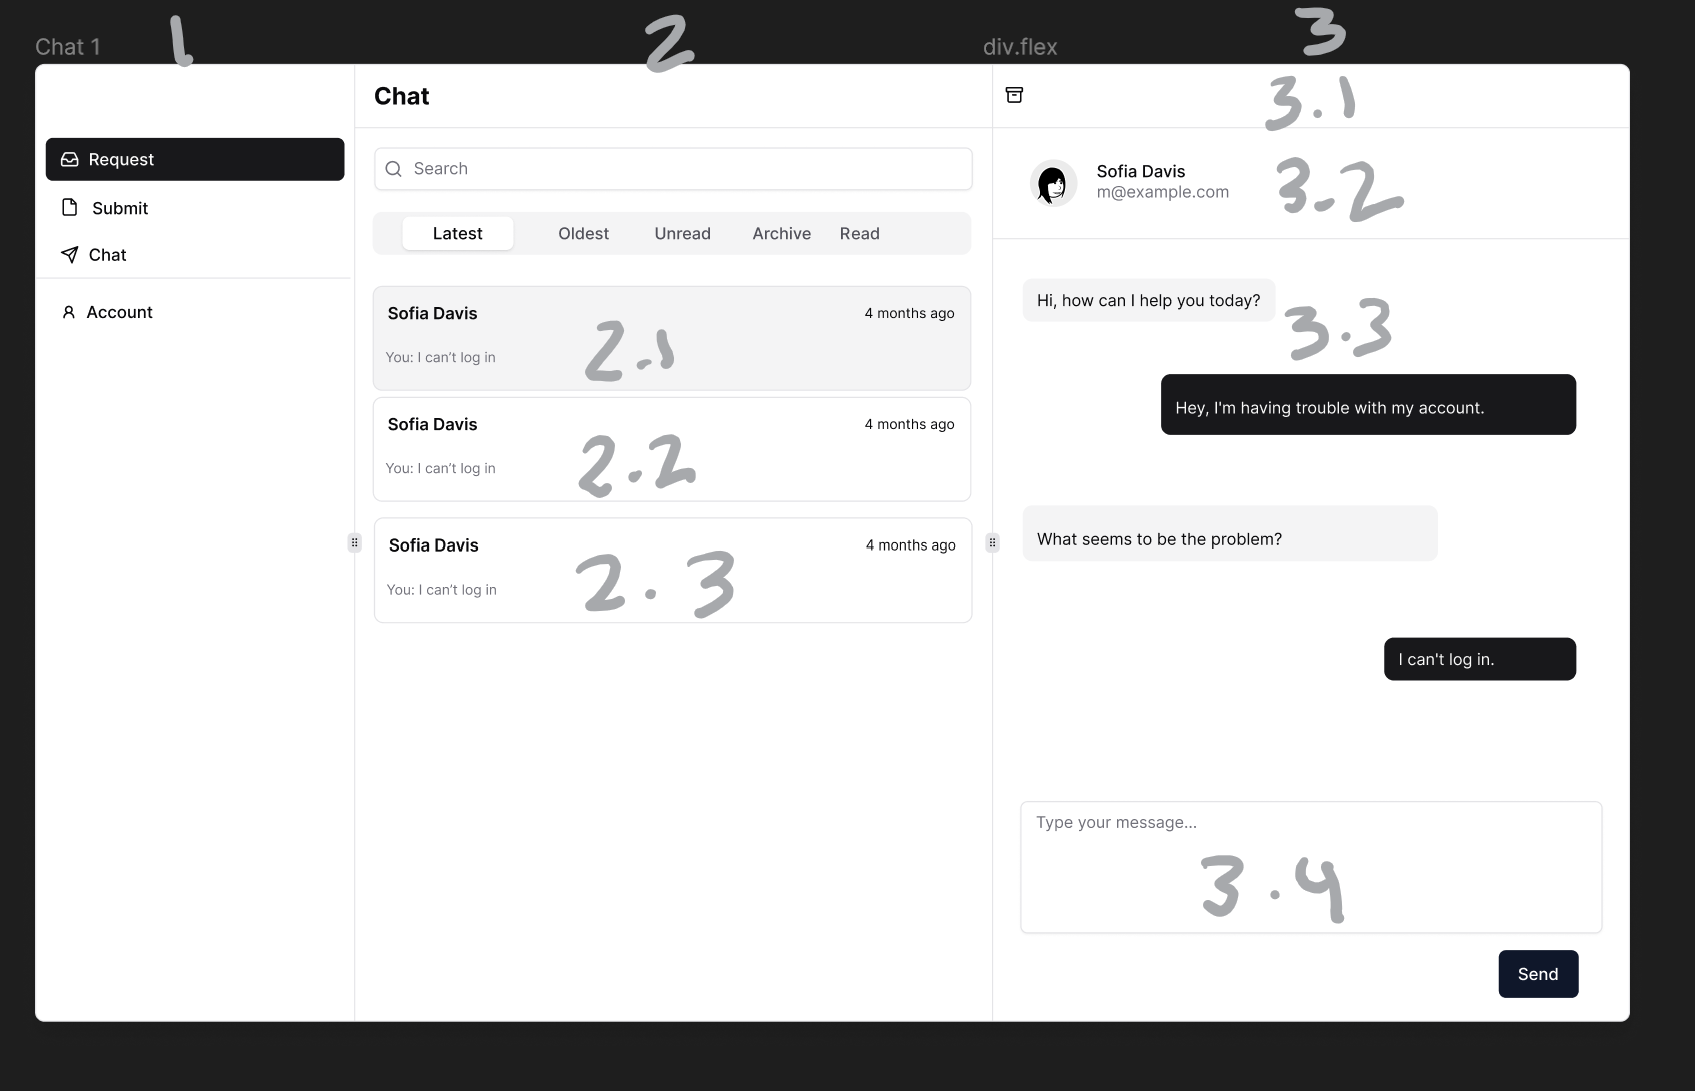 Chat 1
1
2
div.flex
3
Request
Submit
Chat
Account
Chat
Search
Latest Oldest Unread Archive Read
Sofia Davis 4 months ago
You: I can't log in
2.1
Sofia Davis 4 months ago
You: I can't log in
2.2
Sofia Davis 4 months ago
You: I can't log in
2.3
3.1
Sofia Davis
m@example.com
3.2
Hi, how can I help you today?
3.3
Hey, I'm having trouble with my account.
What seems to be the problem?
I can't log in.
Type your message...
3.4
Send